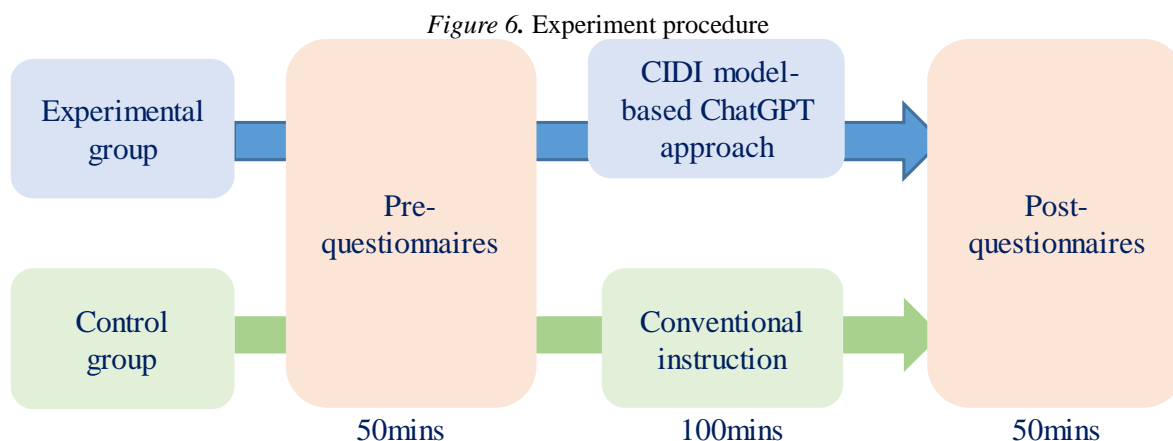 Figure 6. Experiment procedure
Experimental
group
Pre-
questionnaires
CIDI model-
based ChatGPT
approach
Post-
questionnaires
Control
group
Conventional
instruction
50mins
100mins
50mins